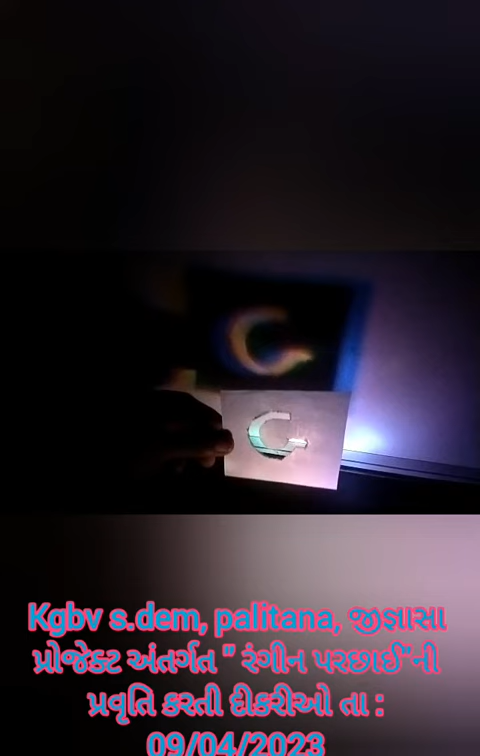 G
Kgbv s.dem, palitana, જીજ્ઞાસા
પ્રોજેક્ટ અંતર્ગત " રંગીન પરછાઈ"ની
પ્રવૃતિ કરતી દીકરીઓ તા :
09/04/2023